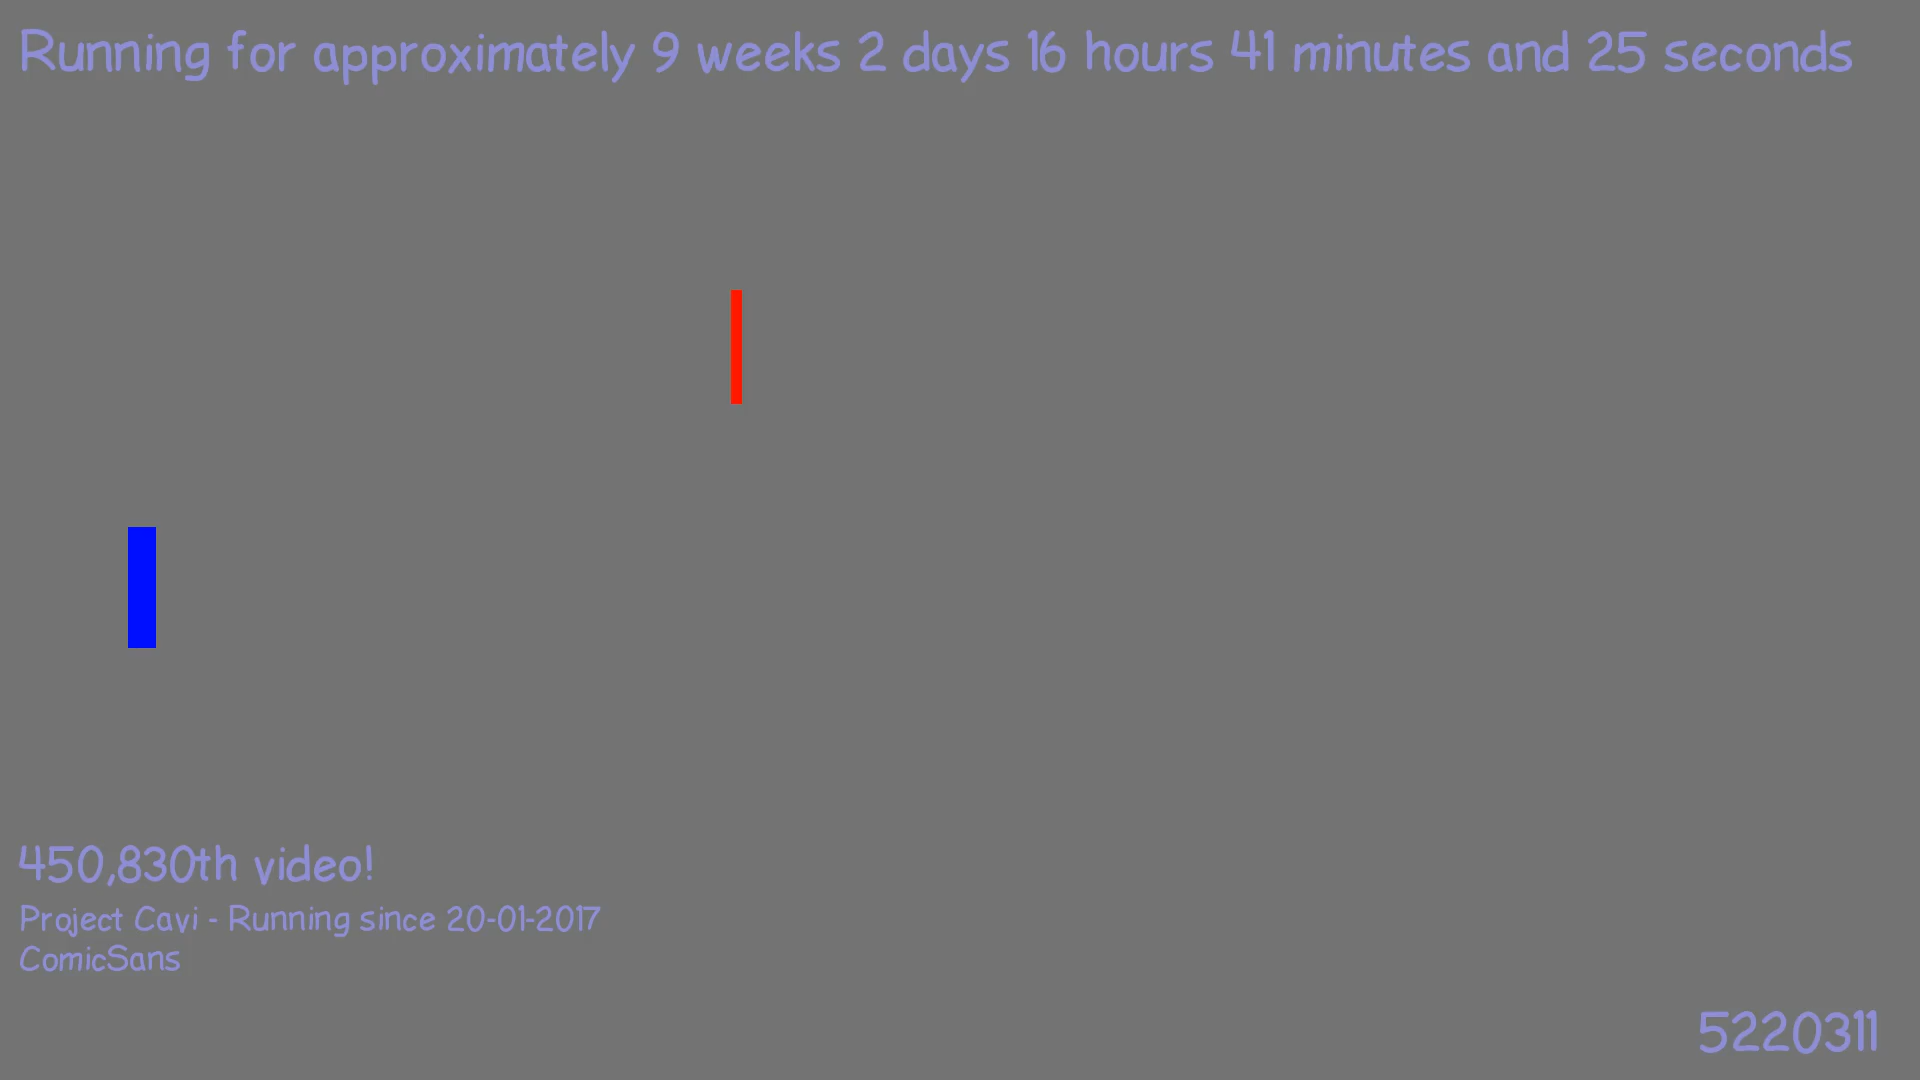 Running for approximately 9 weeks 2 days 16 hours 41 minutes and 25 seconds
450,830th video!
Project Cavi - Running since 20-01-2017
ComicSans
5220311